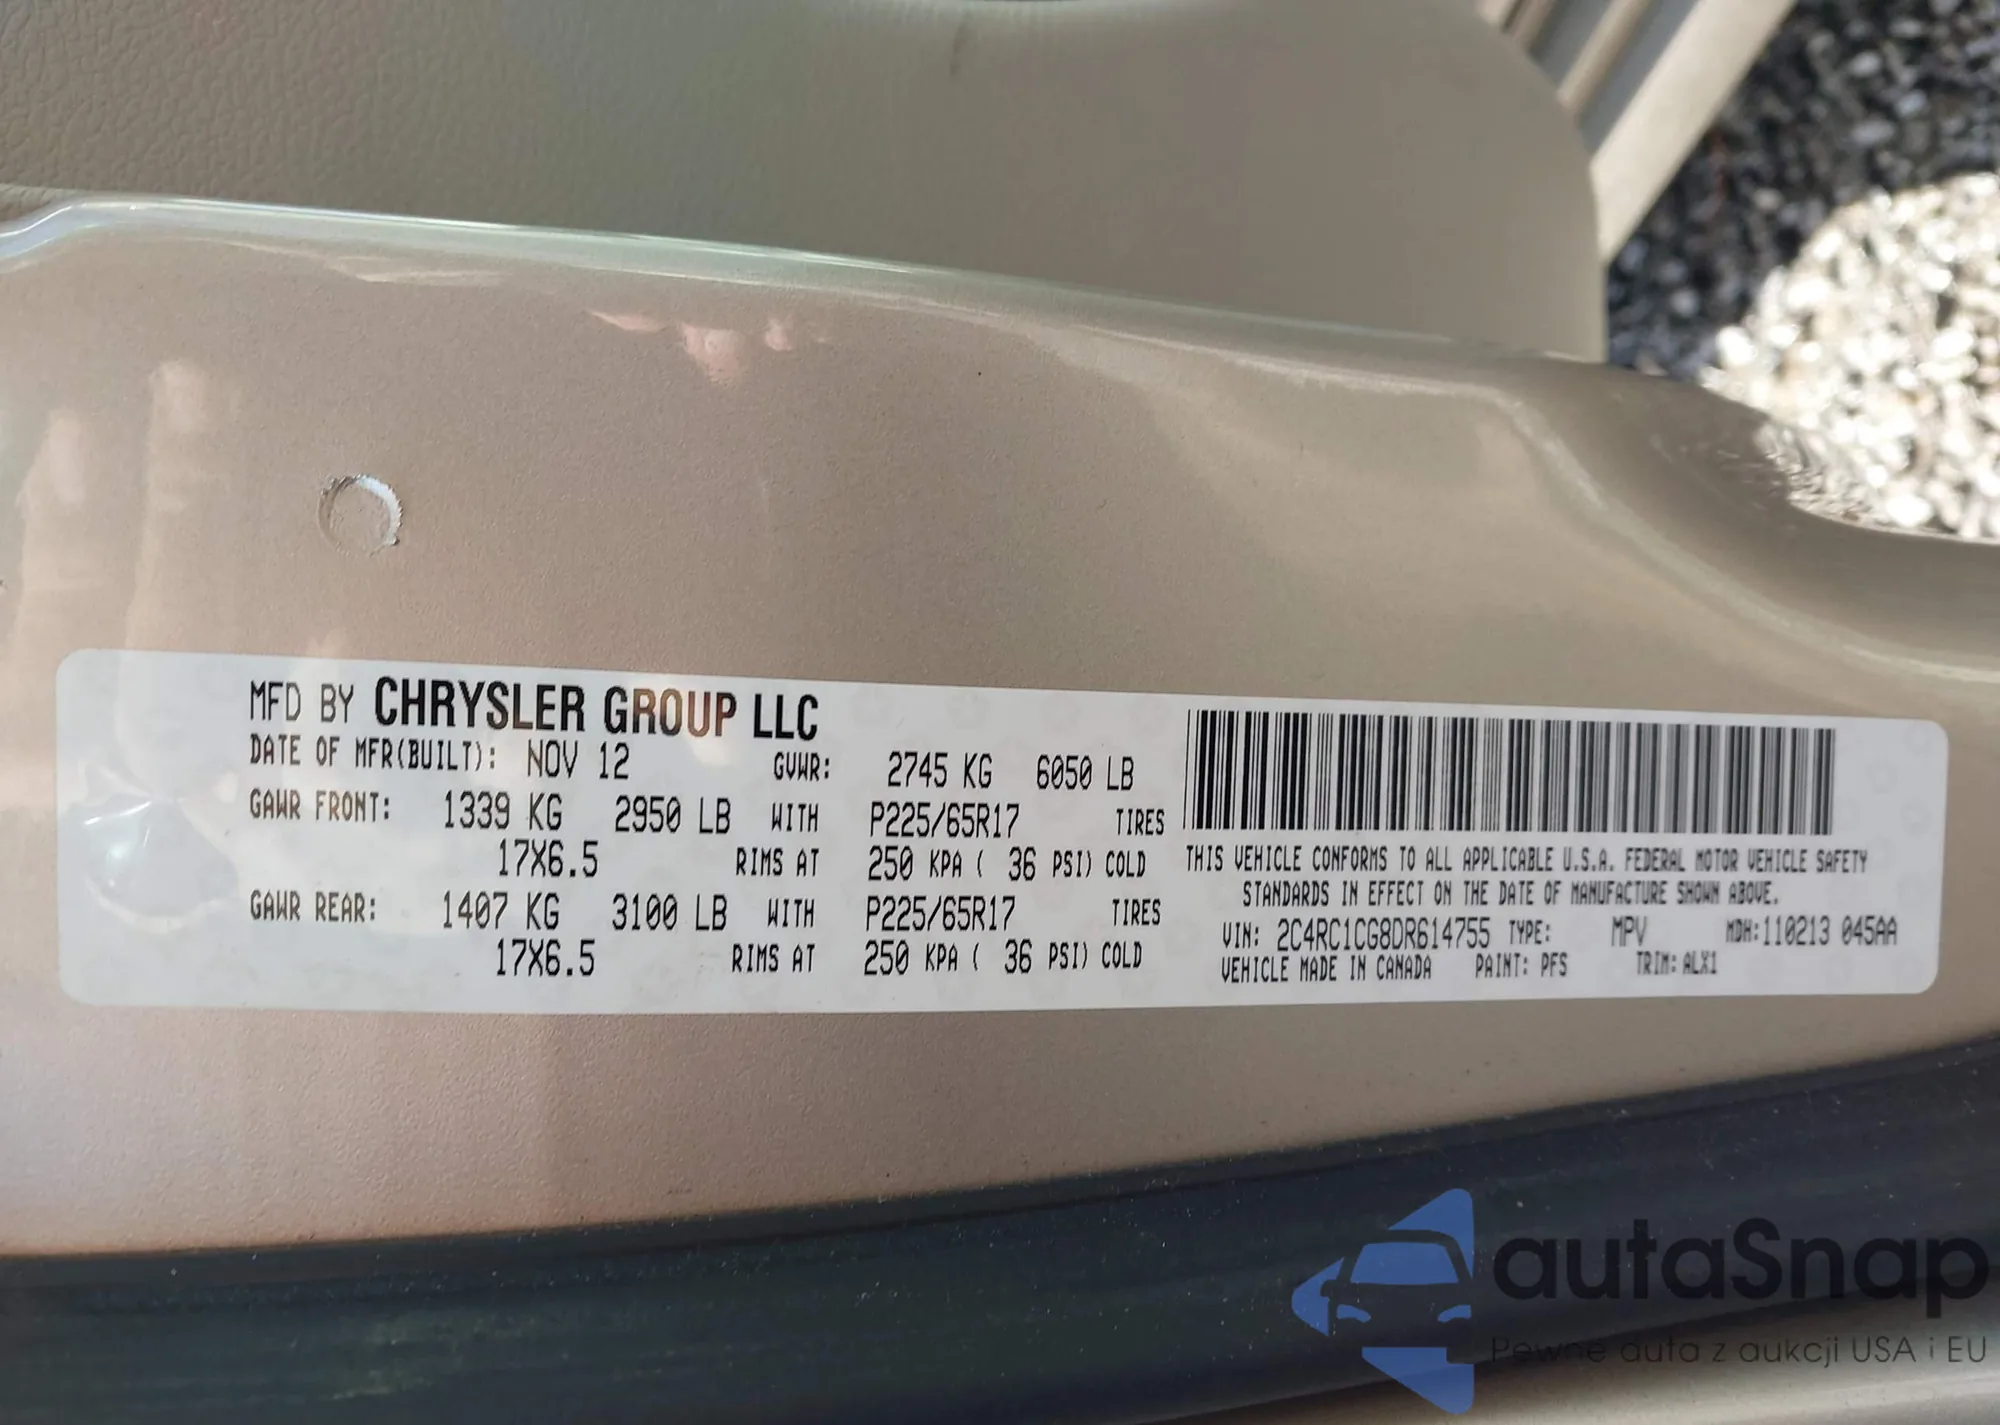 MFD BY CHRYSLER GROUP LLC
DATE OF MFR(BUILT): NOV 12 GVWR: 2745 KG 6050 LB
GAWR FRONT: 1339 KG 2950 LB WITH P225/65R17 TIRES
17X6.5 RIMS AT 250 KPA ( 36 PSI) COLD
GAWR REAR: 1407 KG 3100 LB WITH P225/65R17 TIRES
17X6.5 RIMS AT 250 KPA ( 36 PSI) COLD
THIS VEHICLE CONFORMS TO ALL APPLICABLE U.S.A. FEDERAL MOTOR VEHICLE SAFETY
STANDARDS IN EFFECT ON THE DATE OF MANUFACTURE SHOWN ABOVE.
VIN: 2C4RC1CG8DR614755 TYPE: MPV MDH: 110213 045AA
VEHICLE MADE IN CANADA PAINT: PFS TRIM: ALX1
autaSnap
Pewne auta z aukcji USA i EU